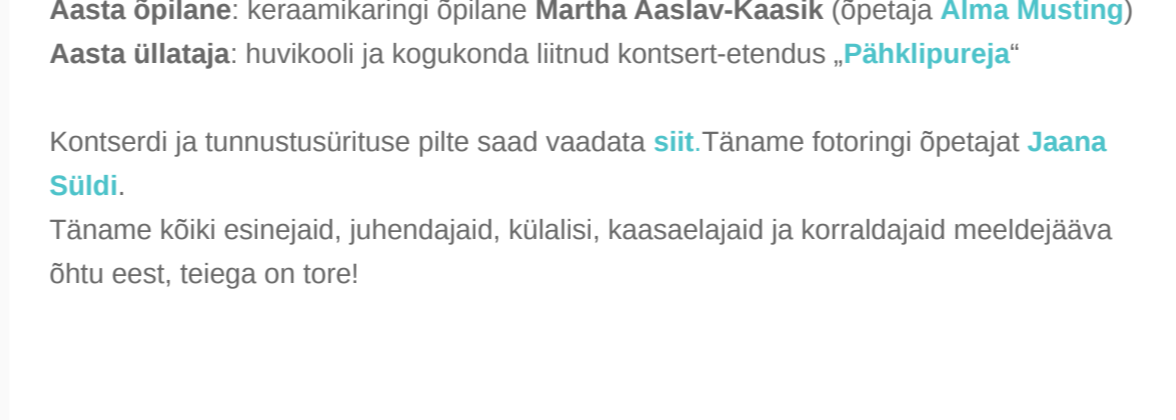 Aasta õpilane: keraamikaringi õpilane Martha Aaslav-Kaasik (õpetaja Alma Musting)
Aasta üllataja: huvikooli ja kogukonda liitnud kontsert-etendus „Pähklipureja“
Kontserdi ja tunnustusürituse pilte saad vaadata siit.Täname fotoringi õpetajat Jaana
Süldi.
Täname kõiki esinejaid, juhendajaid, külalisi, kaasaelajaid ja korraldajaid meeldejääva
õhtu eest, teiega on tore!